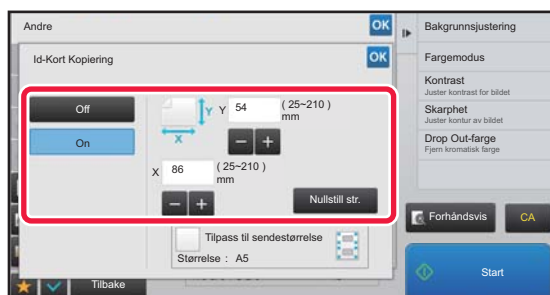 Andre
OK
Id-Kort Kopiering
OK
Off
On
Y
Y 54 ( 25~210 )
mm
X
X 86 ( 25~210 )
mm
Nullstill str.
Tilpass til sendestørrelse
Størrelse : A5
Tilbake
Bakgrunnsjustering
Fargemodus
Kontrast
Juster kontrast for bildet
Skarphet
Juster kontur av bildet
Drop Out-farge
Fjern kromatisk farge
Forhåndsvis
CA
Start